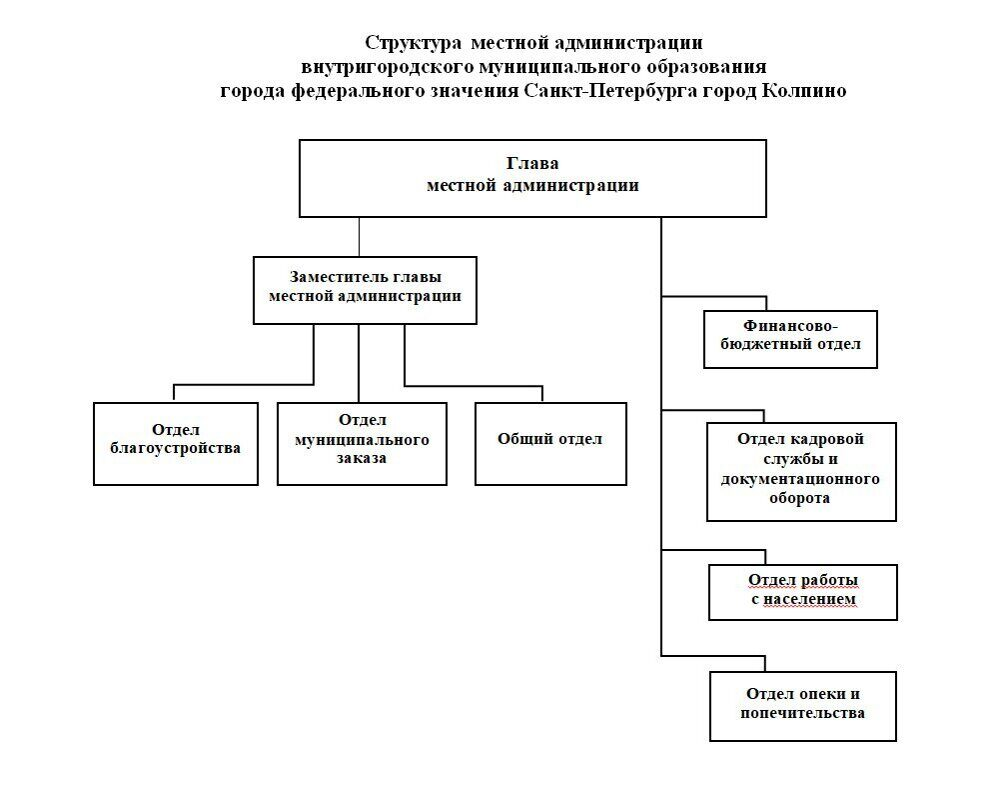 Структура местной администрации
внутригородского муниципального образования
города федерального значения Санкт-Петербурга город Колпино
Глава
местной администрации
Заместитель главы
местной администрации
Финансово-
бюджетный отдел
Отдел
благоустройства
Отдел
муниципального
заказа
Общий отдел
Отдел кадровой
службы и
документационного
оборота
Отдел работы
с населением
Отдел опеки и
попечительства